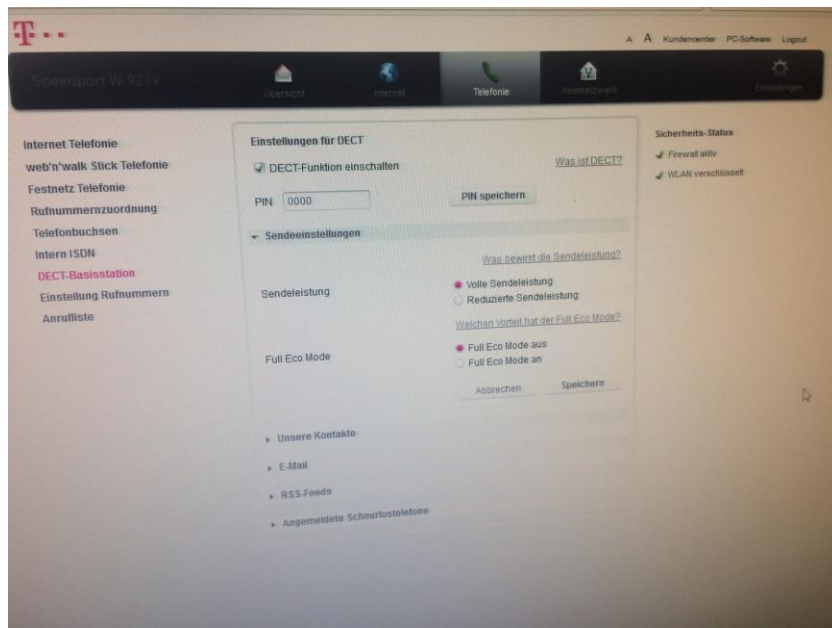 T
A A Kundencenter PC-Software Logout
Speedport W 921V
Übersicht
Internet
Telefonie
Heimnetzwerk
Einstellungen
Internet Telefonie
web'n'walk Stick Telefonie
Festnetz Telefonie
Rufnummernzuordnung
Telefonbuchsen
Intern ISDN
DECT-Basisstation
Einstellung Rufnummern
Anrufliste
Einstellungen für DECT
DECT-Funktion einschalten
Was ist DECT?
PIN 0000 PIN speichern
Sendeeinstellungen
Was bewirkt die Sendeleistung?
Sendeleistung
Volle Sendeleistung
Reduzierte Sendeleistung
Welchen Vorteil hat der Full Eco Mode?
Full Eco Mode
Full Eco Mode aus
Full Eco Mode an
Abbrechen Speichern
Unsere Kontakte
E-Mail
RSS-Feeds
Angemeldete Schnurlostelefone
Sicherheits-Status
Firewall aktiv
WLAN verschlüsselt